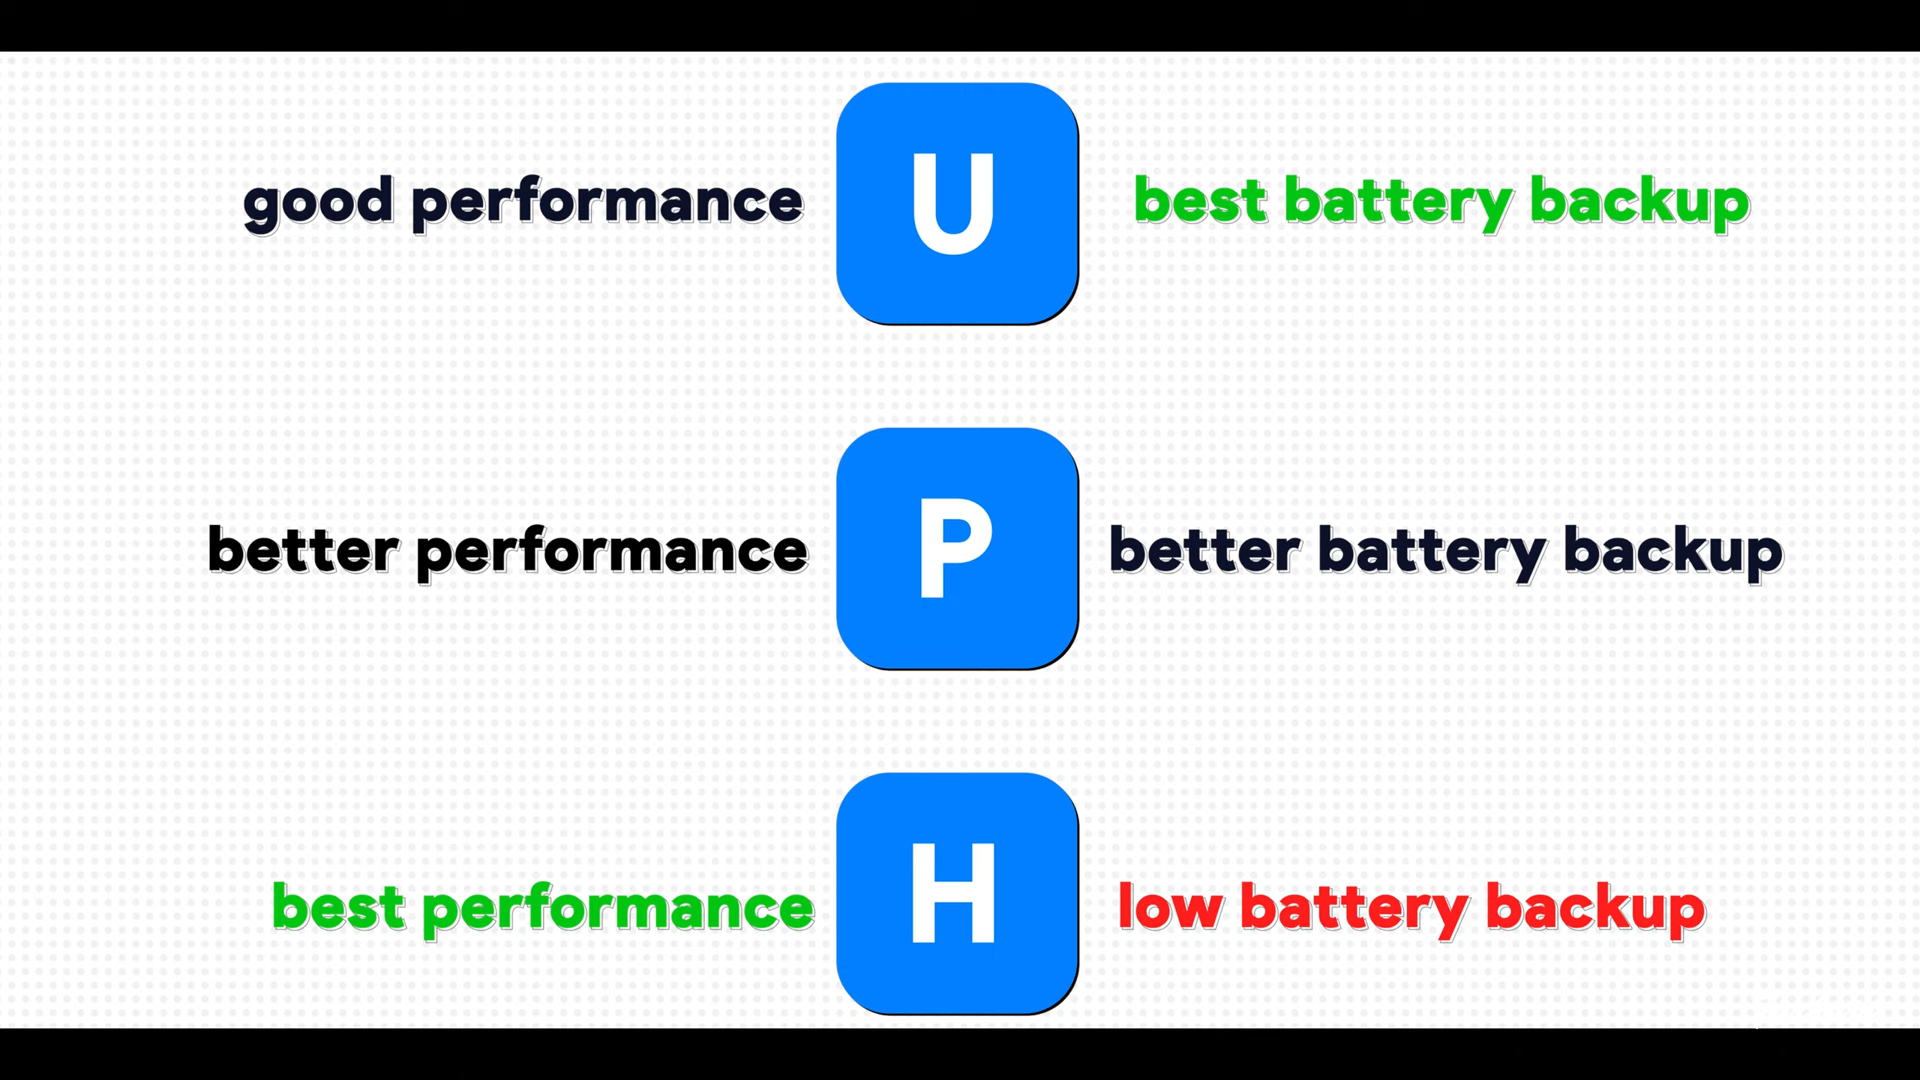 good performance U best battery backup
better performance P better battery backup
best performance H low battery backup